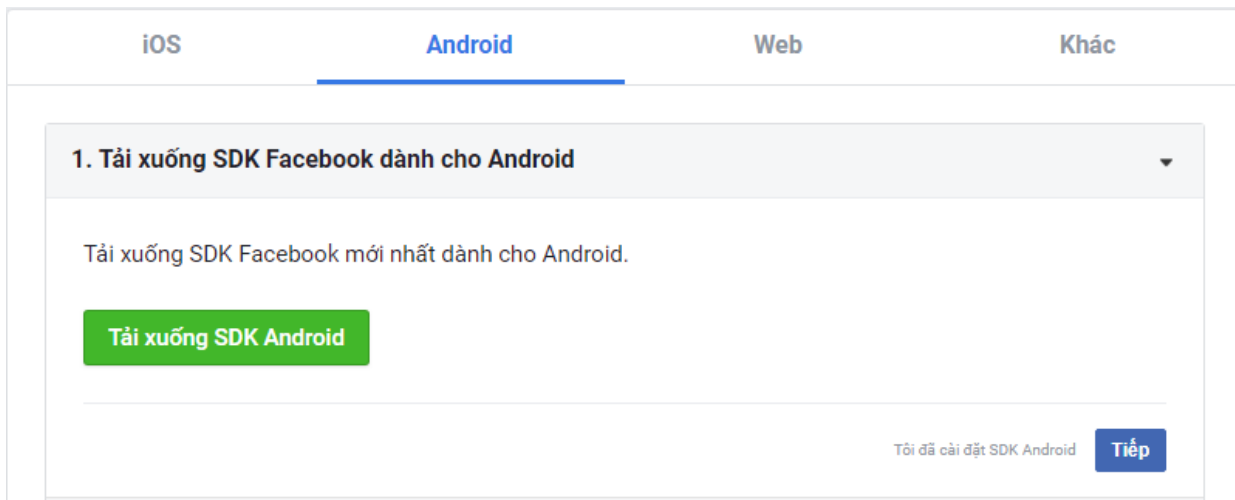 iOS Android Web Khác
1. Tải xuống SDK Facebook dành cho Android
Tải xuống SDK Facebook mới nhất dành cho Android.
Tải xuống SDK Android
Tôi đã cài đặt SDK Android Tiếp